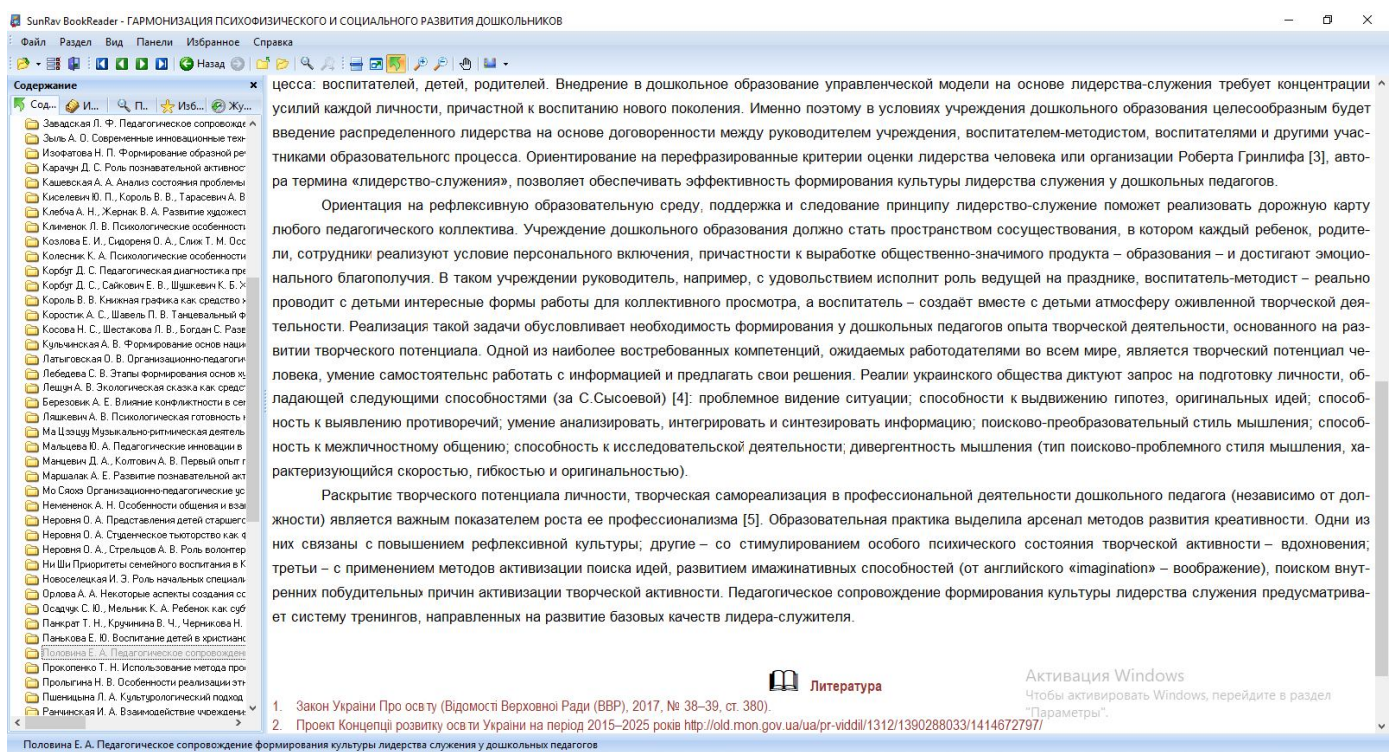 SunRav BookReader - ГАРМОНИЗАЦИЯ ПСИХОФИЗИЧЕСКОГО И СОЦИАЛЬНОГО РАЗВИТИЯ ДОШКОЛЬНИКОВ
Файл Раздел Вид Панели Избранное Справка
Назад
Содержание
Сод... И... П.. Изб... Жу...
Завадская Л. Ф. Педагогическое сопровожде
Зыль А. О. Современные инновационные техн
Изофатова Н. П. Формирование образной ре
Карачун Д. С. Роль познавательной активнос
Кашевская А. А. Анализ состояния проблемы
Киселевич Ю. П., Король В. В., Тарасевич А. В
Клебча А. Н., Жернак В. А. Развитие художест
Клименок Л. В. Психологические особенност
Козлова Е. И., Сидореня О. А., Слиж Т. М. Осс
Колесник К. А. Психологические особенности
Корбут Д. С. Педагогическая диагностика пре
Корбут Д. С., Сайкович Е. В., Шушкевич К. Б. Х
Король В. В. Книжная графика как средство
Коростик А. С., Шавель П. В. Танцевальный ф
Косова Н. С., Шестакова Л. В., Богдан С. Разв
Кульчинская А. В. Формирование основ наци
Латыговская О. В. Организационно-педагоги
Лебедева С. В. Этапы формирования основ
Лещун А. В. Экологическая сказка как средс
Березовик А. Е. Влияние конфликтности в се
Ляшкевич А. В. Психологическая готовность
Ма Цзэцуу Музыкально-ритмическая деятель
Мальцева Ю. А. Педагогические инновации в
Манцевич Д. А., Колтович А. В. Первый опыт
Маршалак А. Е. Развитие познавательной акт
Мо Сяохэ Организационно-педагогические ус
Немененок А. Н. Особенности общения и вза
Неровня О. А. Представления детей старшего
Неровня О. А. Студенческое тьюторство как
Неровня О. А., Стрельцов А. В. Роль волонтер
Ни Ши Приоритеты семейного воспитания в К
Новоселецкая И. Э. Роль начальных специал
Орлова А. А. Некоторые аспекты создания сс
Осадчук С. Ю., Мельник К. А. Ребенок как суб
Панкрат Т. Н., Кручинина В. Ч., Черникова Н.
Панькова Е. Ю. Воспитание детей в христианс
Половина Е. А. Педагогическое сопровожден
Прокопенко Т. Н. Использование метода про
Пролыгина Н. В. Особенности реализации эт
Пшеницына Л. А. Культурологический подход
Ранчинская И. А. Взаимодействие учрежден
цесса: воспитателей, детей, родителей. Внедрение в дошкольное образование управленческой модели на основе лидерства-служения требует концентрации
усилий каждой личности, причастной к воспитанию нового поколения. Именно потому в условиях учреждения дошкольного образования целесообразным будет
введение распределенного лидерства на основе договоренности между руководителем учреждения, воспитателем-методистом, воспитателями и другими учас-
тниками образовательного процесса. Ориентирование на перефразированные критерии оценки лидерства человека или организации Роберта Гринлифа [3], авто-
ра термина «лидерство-служения», позволяет обеспечивать эффективность формирования культуры лидерства служения у дошкольных педагогов.
Ориентация на рефлексивную образовательную среду, поддержка и следование принципу лидерство-служение поможет реализовать дорожную карту
любого педагогического коллектива. Учреждение дошкольного образования должно стать пространством сосуществования, в котором каждый ребенок, родите-
ли, сотрудники реализуют условие персонального включения, причастности к выработке общественно-значимого продукта – образования – и достигают эмоцио-
нального благополучия. В таком учреждении руководитель, например, с удовольствием исполнит роль ведущей на празднике, воспитатель-методист – реально
проводит с детьми интересные формы работы для коллективного просмотра, а воспитатель – создаёт вместе с детьми атмосферу оживленной творческой дея-
тельности. Реализация такой задачи обусловливает необходимость формирования у дошкольных педагогов опыта творческой деятельности, основанного на раз-
витии творческого потенциала. Одной из наиболее востребованных компетенций, ожидаемых работодателями во всем мире, является творческий потенциал че-
ловека, умение самостоятельно работать с информацией и предлагать свои решения. Реалии украинского общества диктуют запрос на подготовку личности, об-
ладающей следующими способностями (за С.Сысоевой) [4]: проблемное видение ситуации; способности к выдвижению гипотез, оригинальных идей; способ-
ность к выявлению противоречий; умение анализировать, интегрировать и синтезировать информацию; поисково-преобразовательный стиль мышления; способ-
ность к межличностному общению; способность к исследовательской деятельности; дивергентность мышления (тип поисково-проблемного стиля мышления, ха-
рактеризующийся скоростью, гибкостью и оригинальностью).
Раскрытие творческого потенциала личности, творческая самореализация в профессиональной деятельности дошкольного педагога (независимо от дол-
жности) является важным показателем роста ее профессионализма [5]. Образовательная практика выделила арсенал методов развития креативности. Одни из
них связаны с повышением рефлексивной культуры; другие – со стимулированием особого психического состояния творческой активности – вдохновения;
третьи – с применением методов активизации поиска идей, развитием имажинативных способностей (от английского «imagination» – воображение), поиском внут-
ренних побудительных причин активизации творческой активности. Педагогическое сопровождение формирования культуры лидерства служения предусматрива-
ет систему тренингов, направленных на развитие базовых качеств лидера-служителя.
Литература
1. Закон України Про осв ту (Відомості Верховної Ради (ВВР), 2017, № 38–39, ст. 380).
2. Проект Концепції розвитку осв ти України на період 2015–2025 років http://old.mon.gov.ua/ua/pr-viddil/1312/1390288033/1414672797/
Активация Windows
Чтобы активировать Windows, перейдите в раздел
"Параметры".
Половина Е. А. Педагогическое сопровождение формирования культуры лидерства служения у дошкольных педагогов